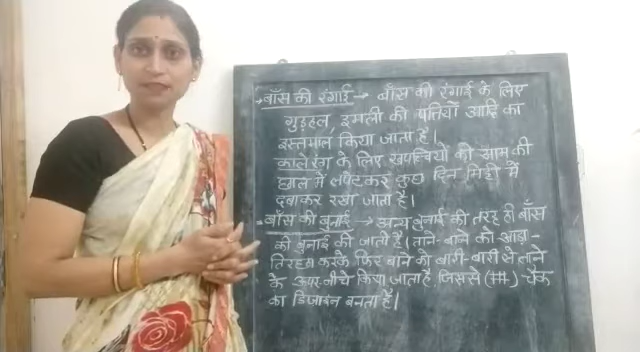 → बाँस की रंगाई → बाँस की रंगाई के लिए
गुड़हल, इमली की पत्तियों आदि का
इस्तेमाल किया जाता है।
काले रंग के लिए खपच्चियों को आम की
छाल में लपेटकर कुछ दिन मिट्टी में
दबाकर रखा जाता है।
बाँस की बुनाई → अन्य बुनाई की तरह ही बाँस
की बुनाई की जाती है। ताने-बाने को आड़ा-
तिरछा करके फिर बाने को बारी-बारी से ताने
के ऊपर नीचे किया जाता है जिससे (##)-चैक
का डिजाइन बनता है।